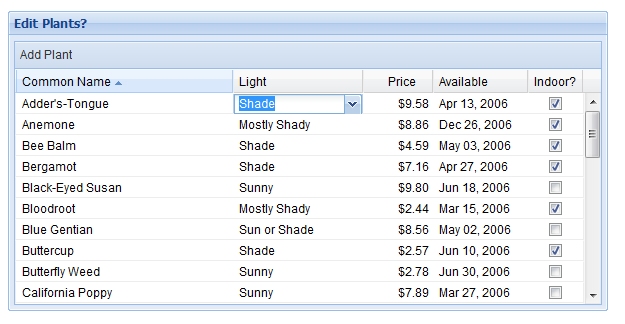 Edit Plants?
Add Plant
Common Name Light Price Available Indoor?
Adder's-Tongue Shade $9.58 Apr 13, 2006
Anemone Mostly Shady $8.86 Dec 26, 2006
Bee Balm Shade $4.59 May 03, 2006
Bergamot Shade $7.16 Apr 27, 2006
Black-Eyed Susan Sunny $9.80 Jun 18, 2006
Bloodroot Mostly Shady $2.44 Mar 15, 2006
Blue Gentian Sun or Shade $8.56 May 02, 2006
Buttercup Shade $2.57 Jun 10, 2006
Butterfly Weed Sunny $2.78 Jun 30, 2006
California Poppy Sunny $7.89 Mar 27, 2006